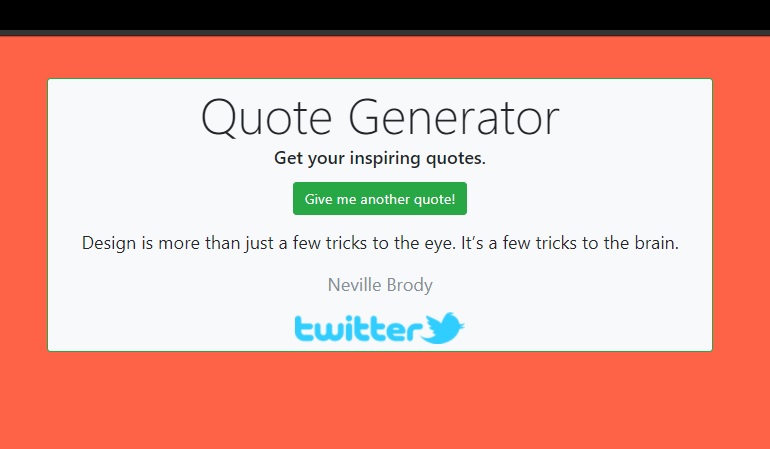 Quote Generator
Get your inspiring quotes.
Give me another quote!
Design is more than just a few tricks to the eye. It’s a few tricks to the brain.
Neville Brody
twitter